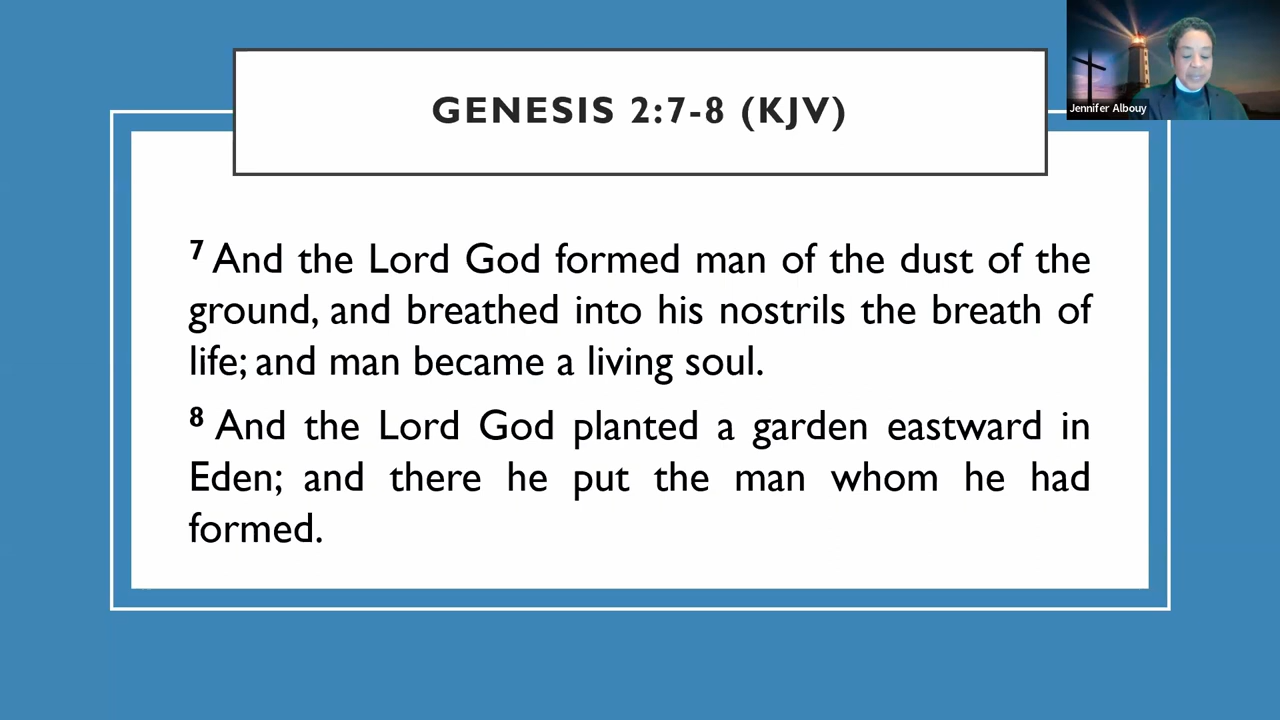 GENESIS 2:7-8 (KJV)
Jennifer Albouy
7 And the Lord God formed man of the dust of the
ground, and breathed into his nostrils the breath of
life; and man became a living soul.
8 And the Lord God planted a garden eastward in
Eden; and there he put the man whom he had
formed.